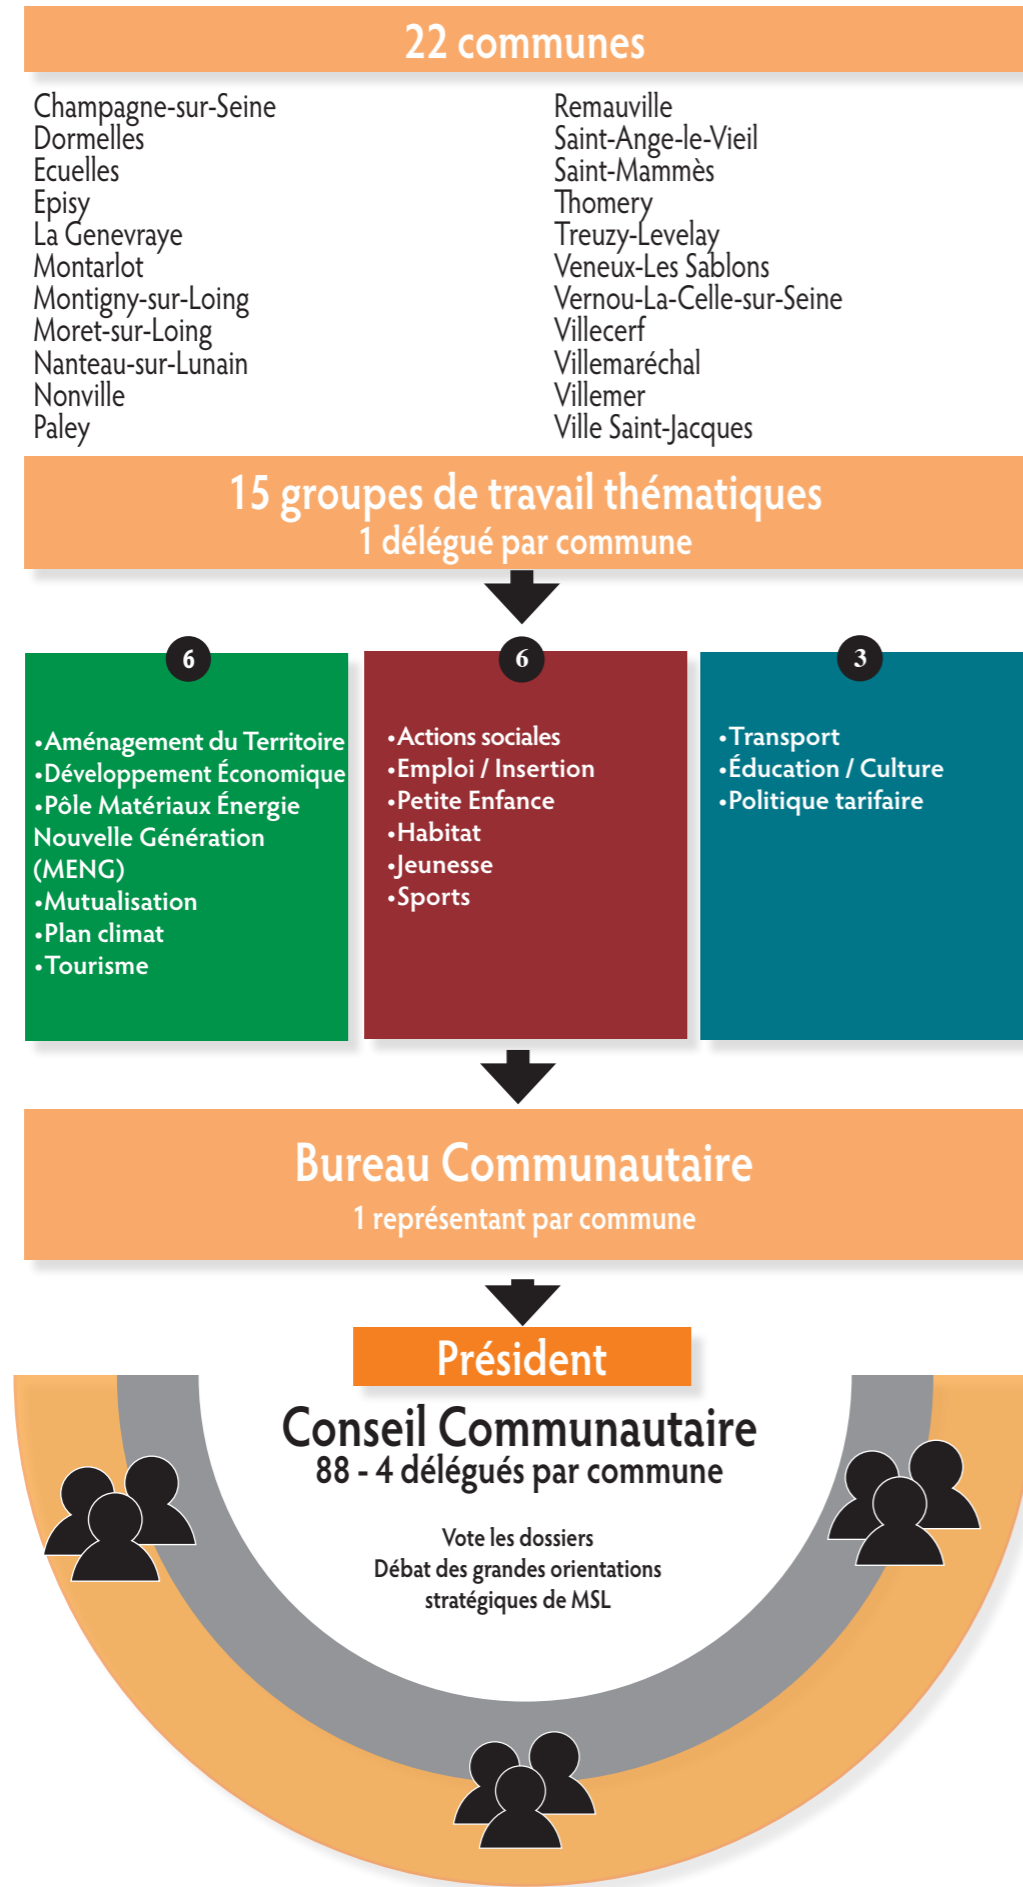 22 communes
Champagne-sur-Seine
Dormelles
Ecuelles
Episy
La Genevraye
Montarlot
Montigny-sur-Loing
Moret-sur-Loing
Nanteau-sur-Lunain
Nonville
Paley
Remauville
Saint-Ange-le-Vieil
Saint-Mammès
Thomery
Treuzy-Levelay
Veneux-Les Sablons
Vernou-La-Celle-sur-Seine
Villecerf
Villemaréchal
Villemer
Ville Saint-Jacques
15 groupes de travail thématiques
1 délégué par commune
6
•Aménagement du Territoire
•Développement Économique
•Pôle Matériaux Énergie
Nouvelle Génération
(MENG)
•Mutualisation
•Plan climat
•Tourisme
6
•Actions sociales
•Emploi / Insertion
•Petite Enfance
•Habitat
•Jeunesse
•Sports
3
•Transport
•Éducation / Culture
•Politique tarifaire
Bureau Communautaire
1 représentant par commune
Président
Conseil Communautaire
88 - 4 délégués par commune
Vote les dossiers
Débat des grandes orientations
stratégiques de MSL